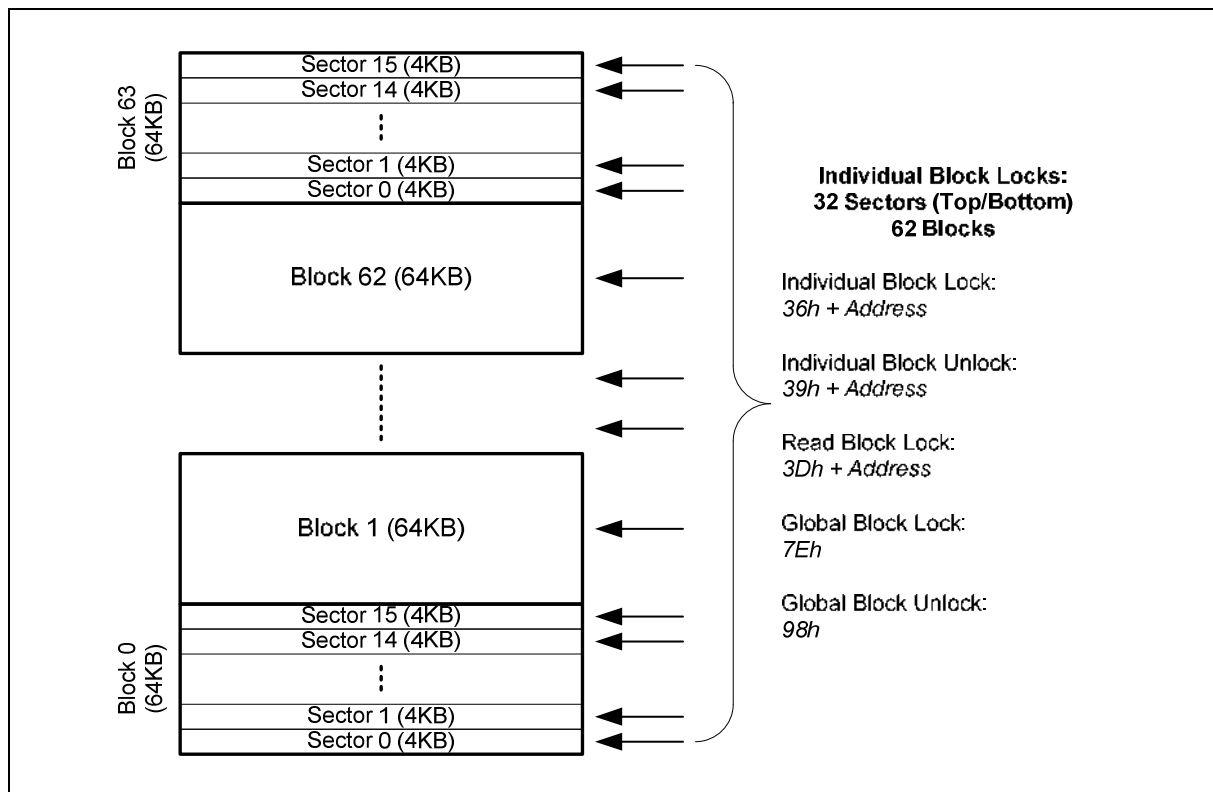 Block 63
(64KB)
Sector 15 (4KB)
Sector 14 (4KB)
Sector 1 (4KB)
Sector 0 (4KB)
Block 62 (64KB)
Block 1 (64KB)
Block 0
(64KB)
Sector 15 (4KB)
Sector 14 (4KB)
Sector 1 (4KB)
Sector 0 (4KB)
Individual Block Locks:
32 Sectors (Top/Bottom)
62 Blocks
Individual Block Lock:
36h + Address
Individual Block Unlock:
39h + Address
Read Block Lock:
3Dh + Address
Global Block Lock:
7Eh
Global Block Unlock:
98h